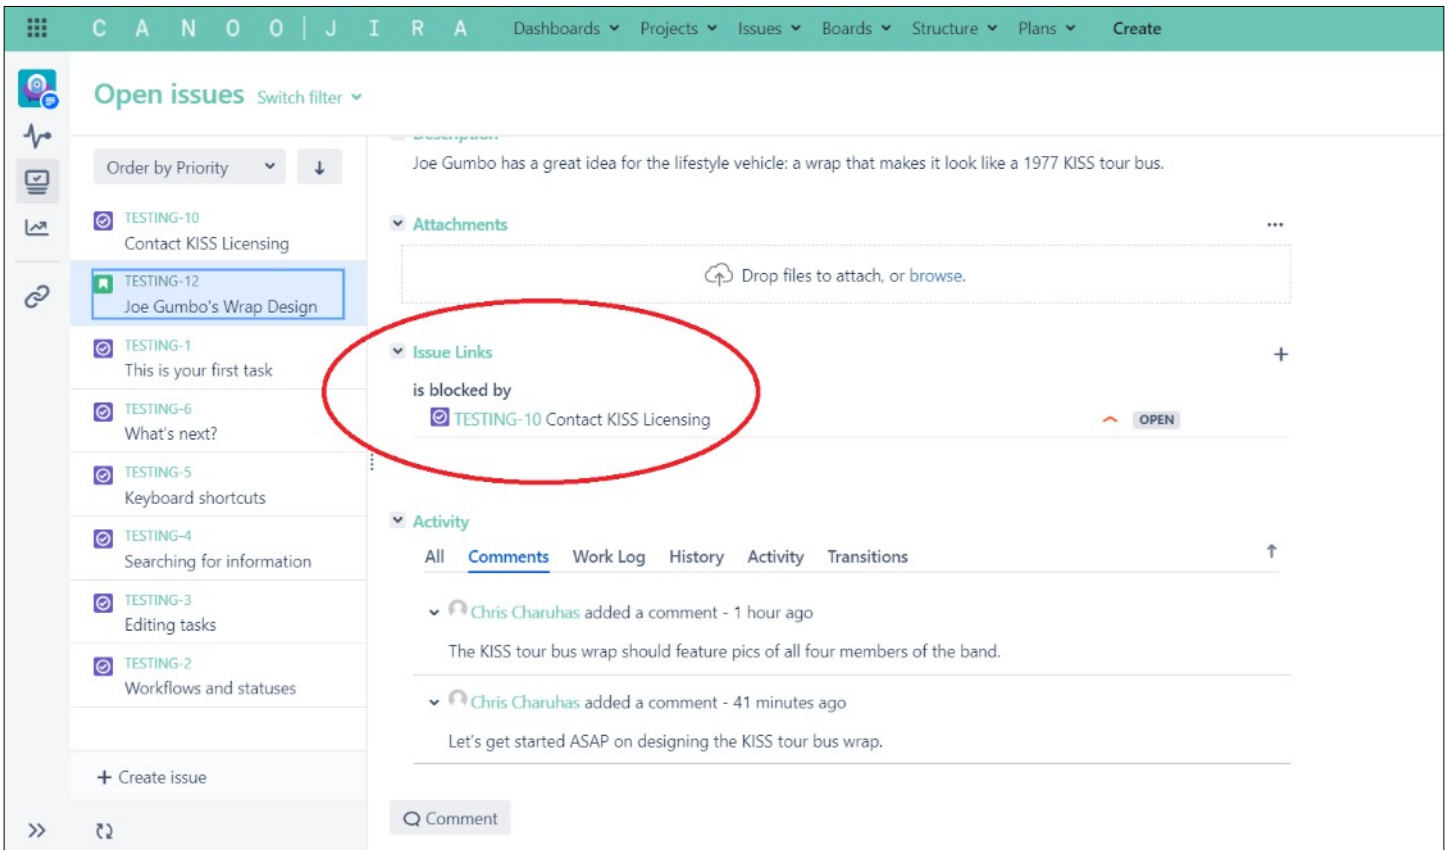 CANOO|JIRA Dashboards Projects Issues Boards Structure Plans Create
Open issues Switch filter
Order by Priority
TESTING-10
Contact KISS Licensing
TESTING-12
Joe Gumbo's Wrap Design
TESTING-1
This is your first task
TESTING-6
What's next?
TESTING-5
Keyboard shortcuts
TESTING-4
Searching for information
TESTING-3
Editing tasks
TESTING-2
Workflows and statuses
+ Create issue
Description
Joe Gumbo has a great idea for the lifestyle vehicle: a wrap that makes it look like a 1977 KISS tour bus.
Attachments
Drop files to attach, or browse.
Issue Links
is blocked by
TESTING-10 Contact KISS Licensing OPEN
Activity
All Comments Work Log History Activity Transitions
Chris Charuhas added a comment - 1 hour ago
The KISS tour bus wrap should feature pics of all four members of the band.
Chris Charuhas added a comment - 41 minutes ago
Let's get started ASAP on designing the KISS tour bus wrap.
Comment